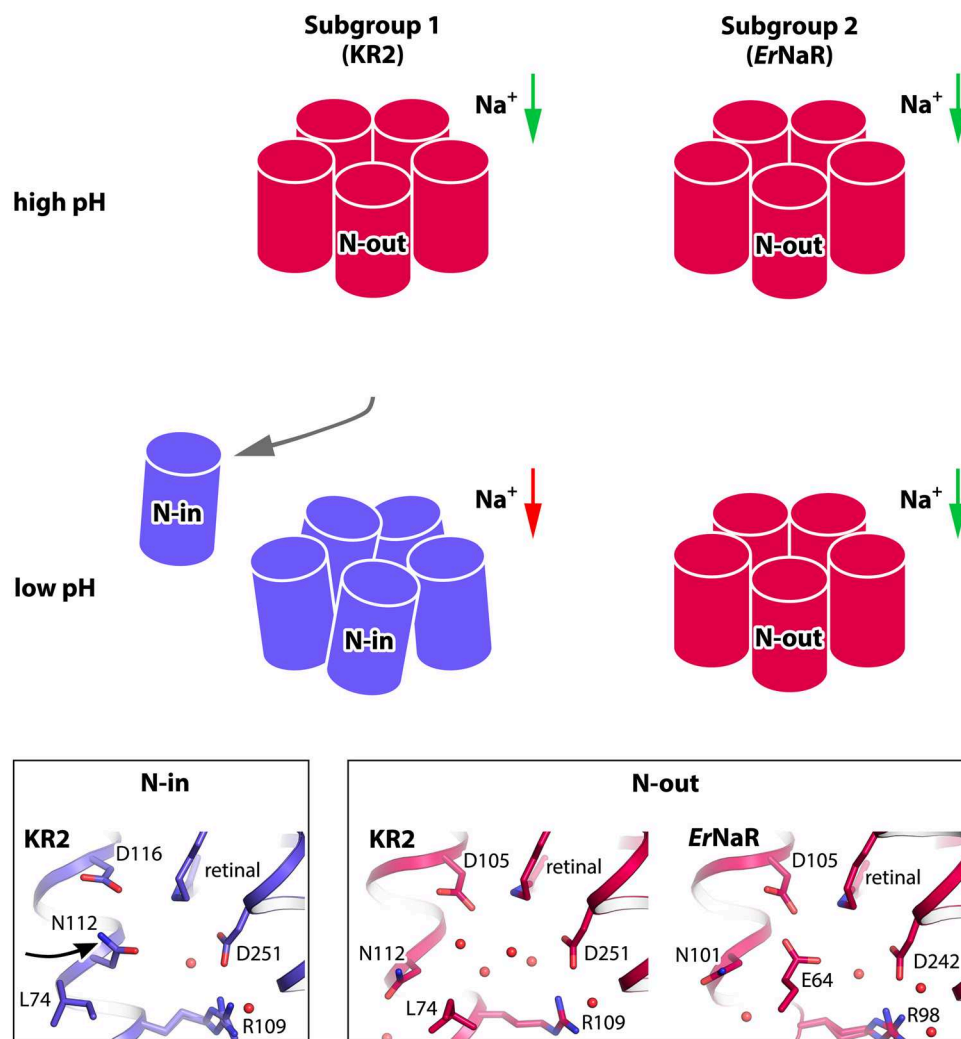 Subgroup 1
(KR2)
Subgroup 2
(ErNaR)
Na+
Na+
high pH
N-out
N-out
N-in
Na+
Na+
low pH
N-in
N-out
N-in
N-out
KR2
D116
retinal
N112
D251
L74
R109
KR2
D105
retinal
N112
D251
L74
R109
ErNaR
D105
retinal
N101
E64
D242
R98